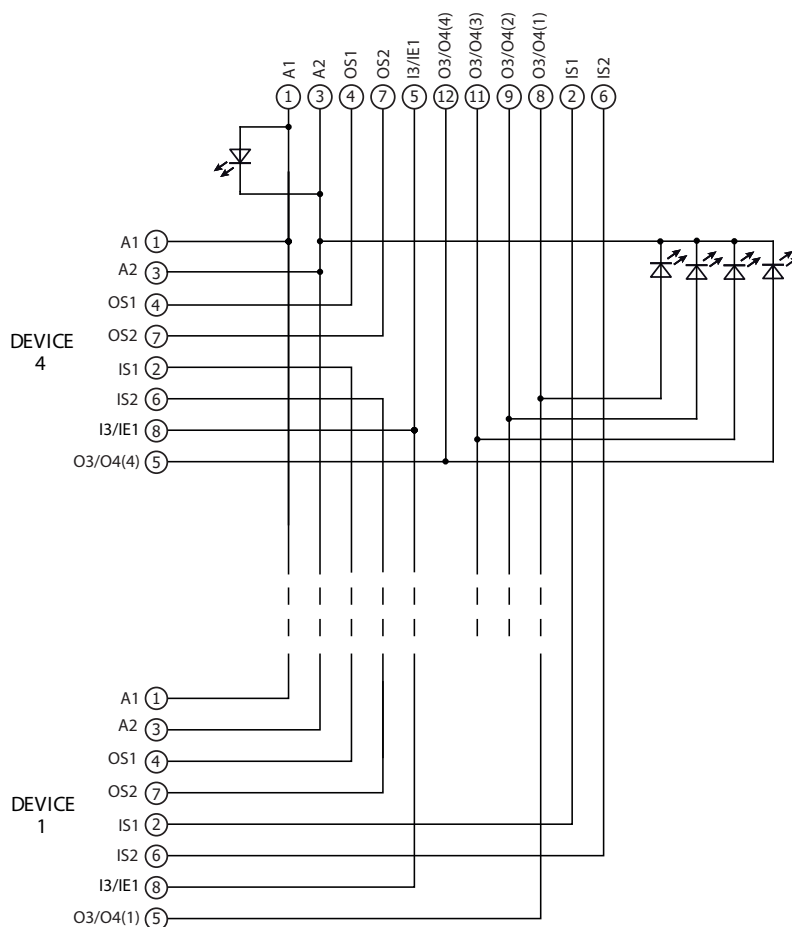 A1
A2
OS1
OS2
I3/IE1
O3/O4(4)
O3/O4(3)
O3/O4(2)
O3/O4(1)
IS1
IS2
1
3
4
7
5
12
11
9
8
2
6
DEVICE
4
A1 1
A2 3
OS1 4
OS2 7
IS1 2
IS2 6
I3/IE1 8
O3/O4(4) 5
DEVICE
1
A1 1
A2 3
OS1 4
OS2 7
IS1 2
IS2 6
I3/IE1 8
O3/O4(1) 5